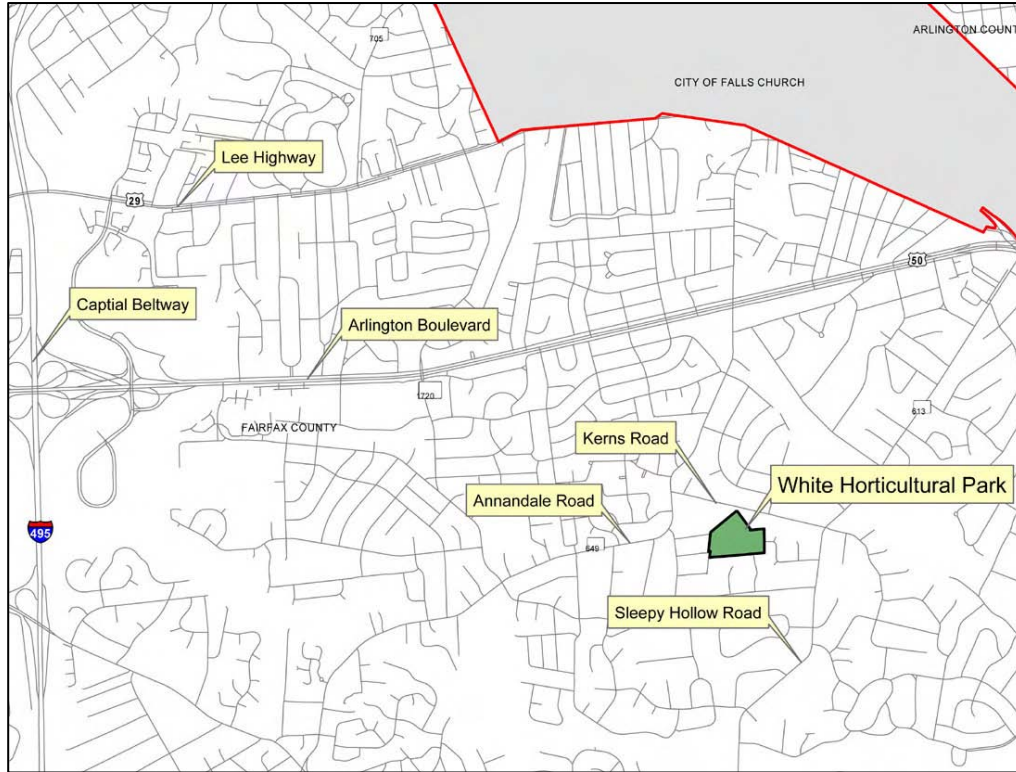 ARLINGTON COUNT
705
CITY OF FALLS CHURCH
Lee Highway
29
50
Captial Beltway
Arlington Boulevard
1720
613
FAIRFAX COUNTY
Kerns Road
White Horticultural Park
Annandale Road
495
649
Sleepy Hollow Road